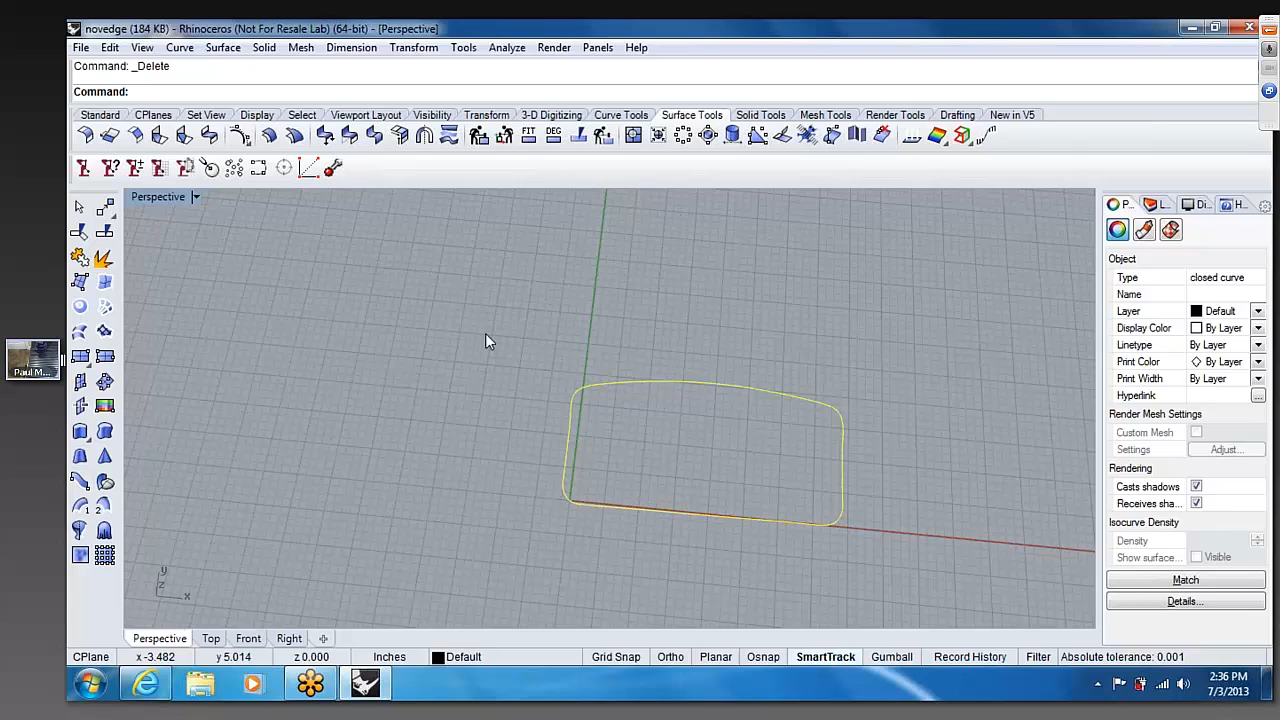 novedge (184 KB) - Rhinoceros (Not For Resale Lab) (64-bit) - [Perspective]
File Edit View Curve Surface Solid Mesh Dimension Transform Tools Analyze Render Panels Help
Command: _Delete
Command:
Standard CPlanes Set View Display Select Viewport Layout Visibility Transform 3-D Digitizing Curve Tools Surface Tools Solid Tools Mesh Tools Render Tools Drafting New in V5
FIT DEG
Perspective
P... L... Di... H...
Object
Type closed curve
Name
Layer Default
Display Color By Layer
Linetype By Layer
Print Color By Layer
Print Width By Layer
Hyperlink ...
Render Mesh Settings
Custom Mesh
Settings Adjust...
Rendering
Casts shadows
Receives sha...
Isocurve Density
Density
Show surface... Visible
Match
Details...
Paul M...
y
z
x
Perspective Top Front Right
CPlane x -3.482 y 5.014 z 0.000 Inches Default Grid Snap Ortho Planar Osnap SmartTrack Gumball Record History Filter Absolute tolerance: 0.001
2:36 PM
7/3/2013